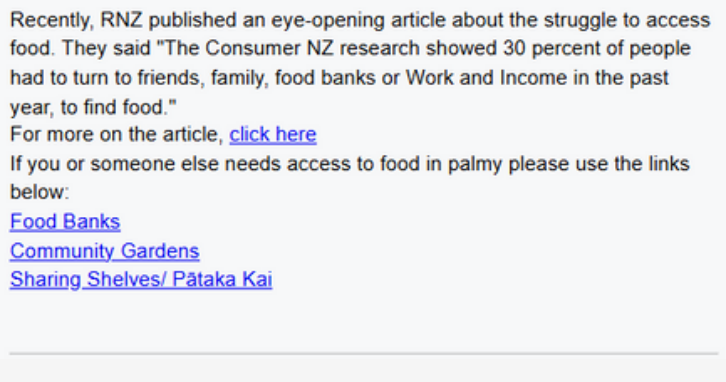 Recently, RNZ published an eye-opening article about the struggle to access
food. They said "The Consumer NZ research showed 30 percent of people
had to turn to friends, family, food banks or Work and Income in the past
year, to find food."
For more on the article, click here
If you or someone else needs access to food in palmy please use the links
below:
Food Banks
Community Gardens
Sharing Shelves/ Pātaka Kai